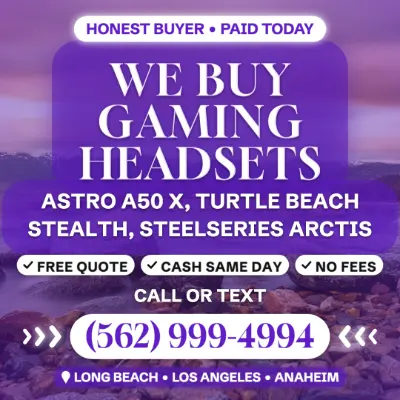 HONEST BUYER • PAID TODAY
WE BUY
GAMING
HEADSETS
ASTRO A50 X, TURTLE BEACH
STEALTH, STEELSERIES ARCTIS
✓ FREE QUOTE ✓ CASH SAME DAY ✓ NO FEES
CALL OR TEXT
(562) 999-4994
LONG BEACH • LOS ANGELES • ANAHEIM